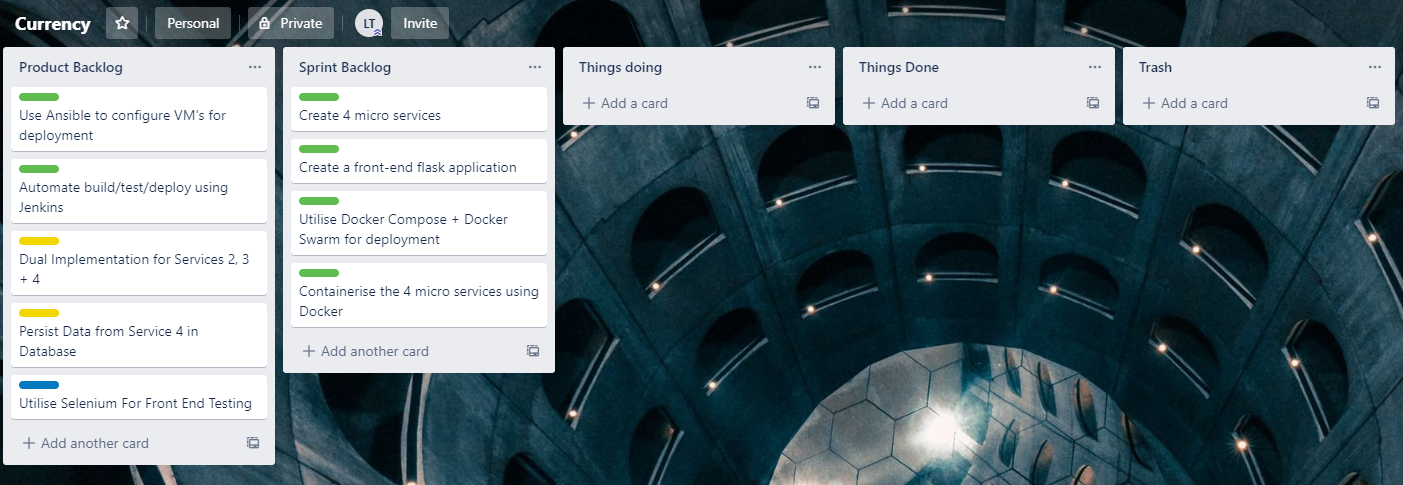 Currency
Personal
Private
LT
Invite
Product Backlog
Use Ansible to configure VM's for
deployment
Automate build/test/deploy using
Jenkins
Dual Implementation for Services 2, 3
+ 4
Persist Data from Service 4 in
Database
Utilise Selenium For Front End Testing
+ Add another card
Sprint Backlog
Create 4 micro services
Create a front-end flask application
Utilise Docker Compose + Docker
Swarm for deployment
Containerise the 4 micro services using
Docker
+ Add another card
Things doing
+ Add a card
Things Done
+ Add a card
Trash
+ Add a card